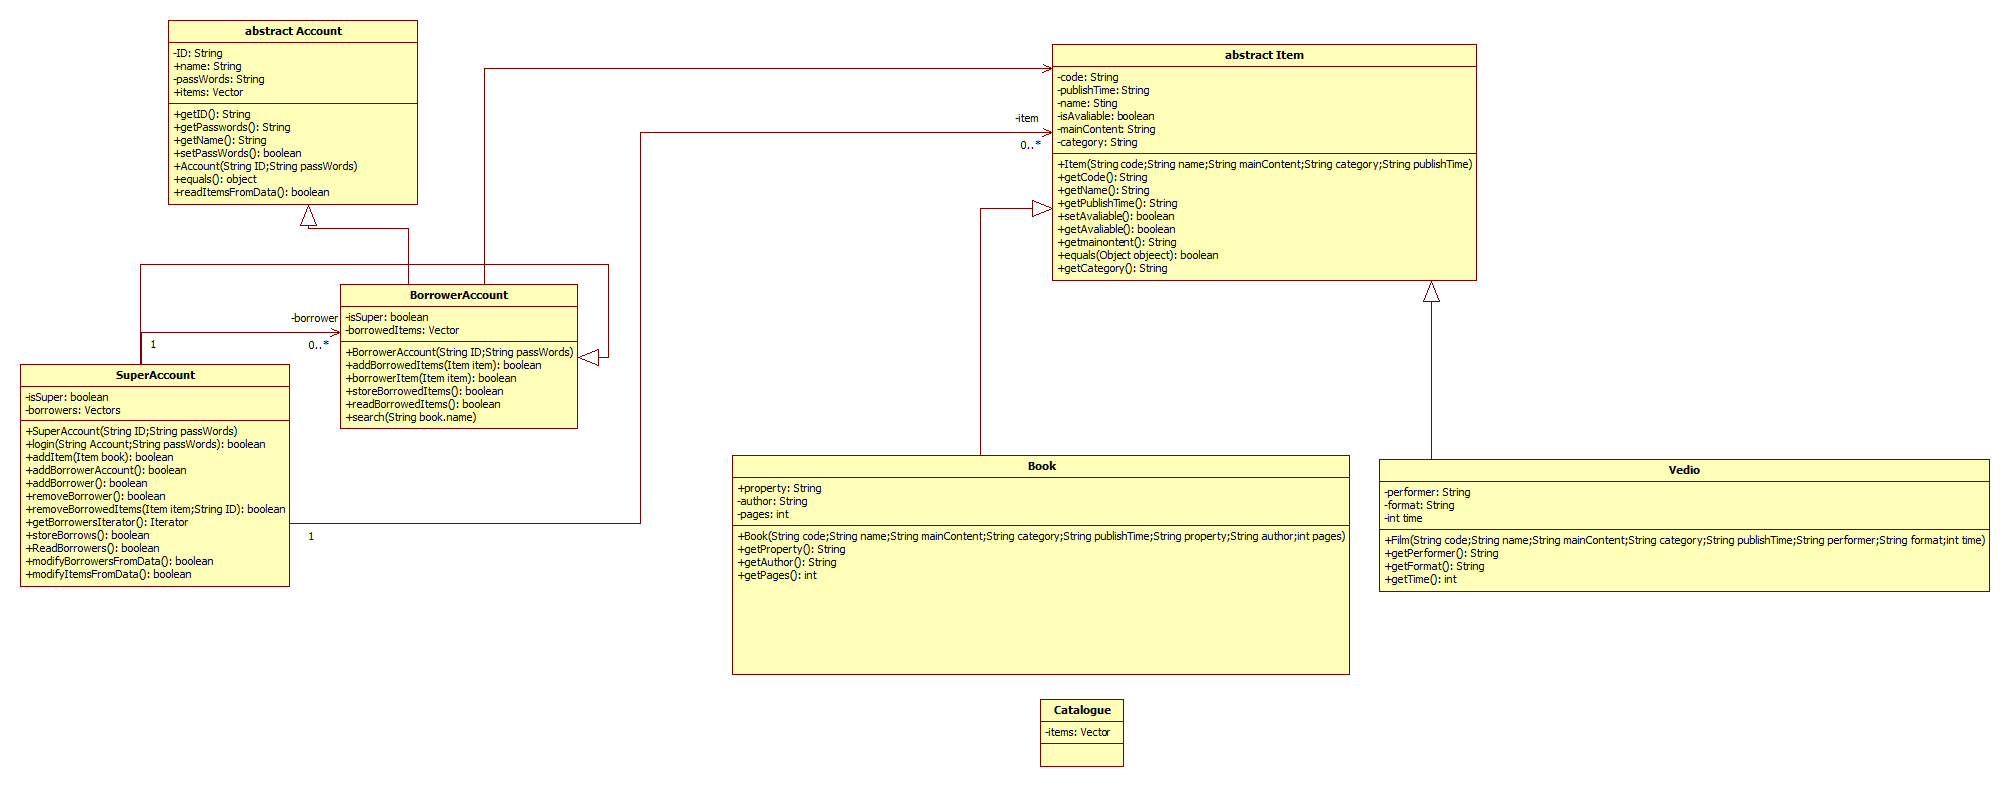 abstract Account
-ID: String
+name: String
-passWords: String
+items: Vector
+getID(): String
+getPasswords(): String
+getName(): String
+setPassWords(): boolean
+Account(String ID;String passWords)
+equals(): object
+readItemsFromData(): boolean
abstract Item
-code: String
-publishTime: String
-name: Sting
-isAvaliable: boolean
-mainContent: String
-category: String
+Item(String code;String name;String mainContent;String category;String publishTime)
+getCode(): String
+getName(): String
+getPublishTime(): String
+setAvaliable(): boolean
+getAvaliable(): boolean
+getmainontent(): String
+equals(Object objeect): boolean
+getCategory(): String
-item
0..*
BorrowerAccount
-isSuper: boolean
-borrowedItems: Vector
+BorrowerAccount(String ID;String passWords)
+addBorrowedItems(Item item): boolean
+borrowerItem(Item item): boolean
+storeBorrowedItems(): boolean
+readBorrowedItems(): boolean
+search(String book.name)
-borrower
1
0..*
SuperAccount
-isSuper: boolean
-borrowers: Vectors
+SuperAccount(String ID;String passWords)
+login(String Account;String passWords): boolean
+addItem(Item book): boolean
+addBorrowerAccount(): boolean
+addBorrower(): boolean
+removeBorrower(): boolean
+removeBorrowedItems(Item item;String ID): boolean
+getBorrowersIterator(): Iterator
+storeBorrows(): boolean
+ReadBorrowers(): boolean
+modifyBorrowersFromData(): boolean
+modifyItemsFromData(): boolean
1
Book
+property: String
-author: String
-pages: int
+Book(String code;String name;String mainContent;String category;String publishTime;String property;String author;int pages)
+getProperty(): String
+getAuthor(): String
+getPages(): int
Vedio
-performer: String
-format: String
-int time
+Film(String code;String name;String mainContent;String category;String publishTime;String performer;String format;int time)
+getPerformer(): String
+getFormat(): String
+getTime(): int
Catalogue
-items: Vector